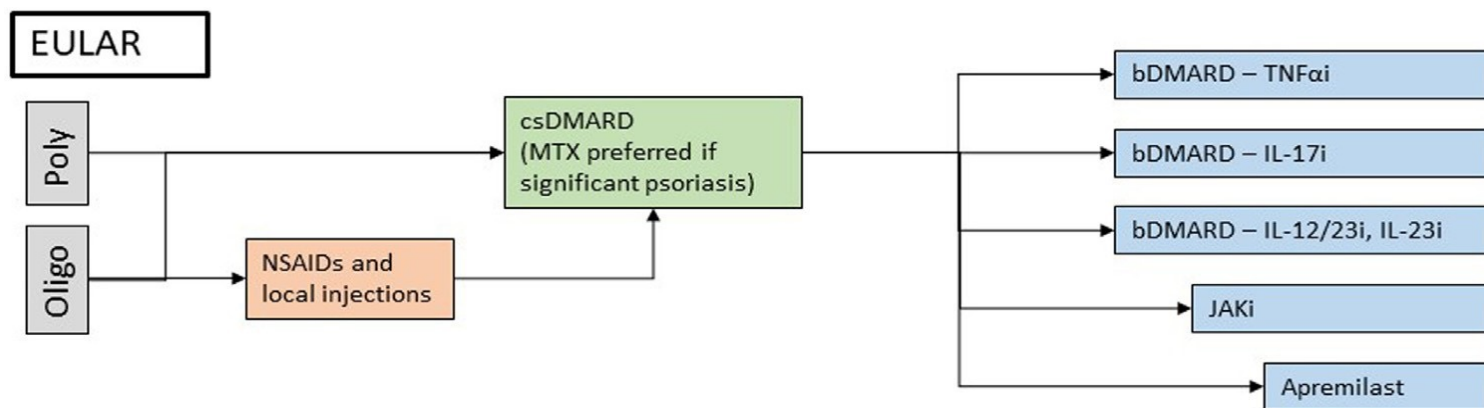 EULAR
Poly
Oligo
NSAIDs and
local injections
csDMARD
(MTX preferred if
significant psoriasis)
bDMARD – TNFαi
bDMARD – IL-17i
bDMARD – IL-12/23i, IL-23i
JAKi
Apremilast